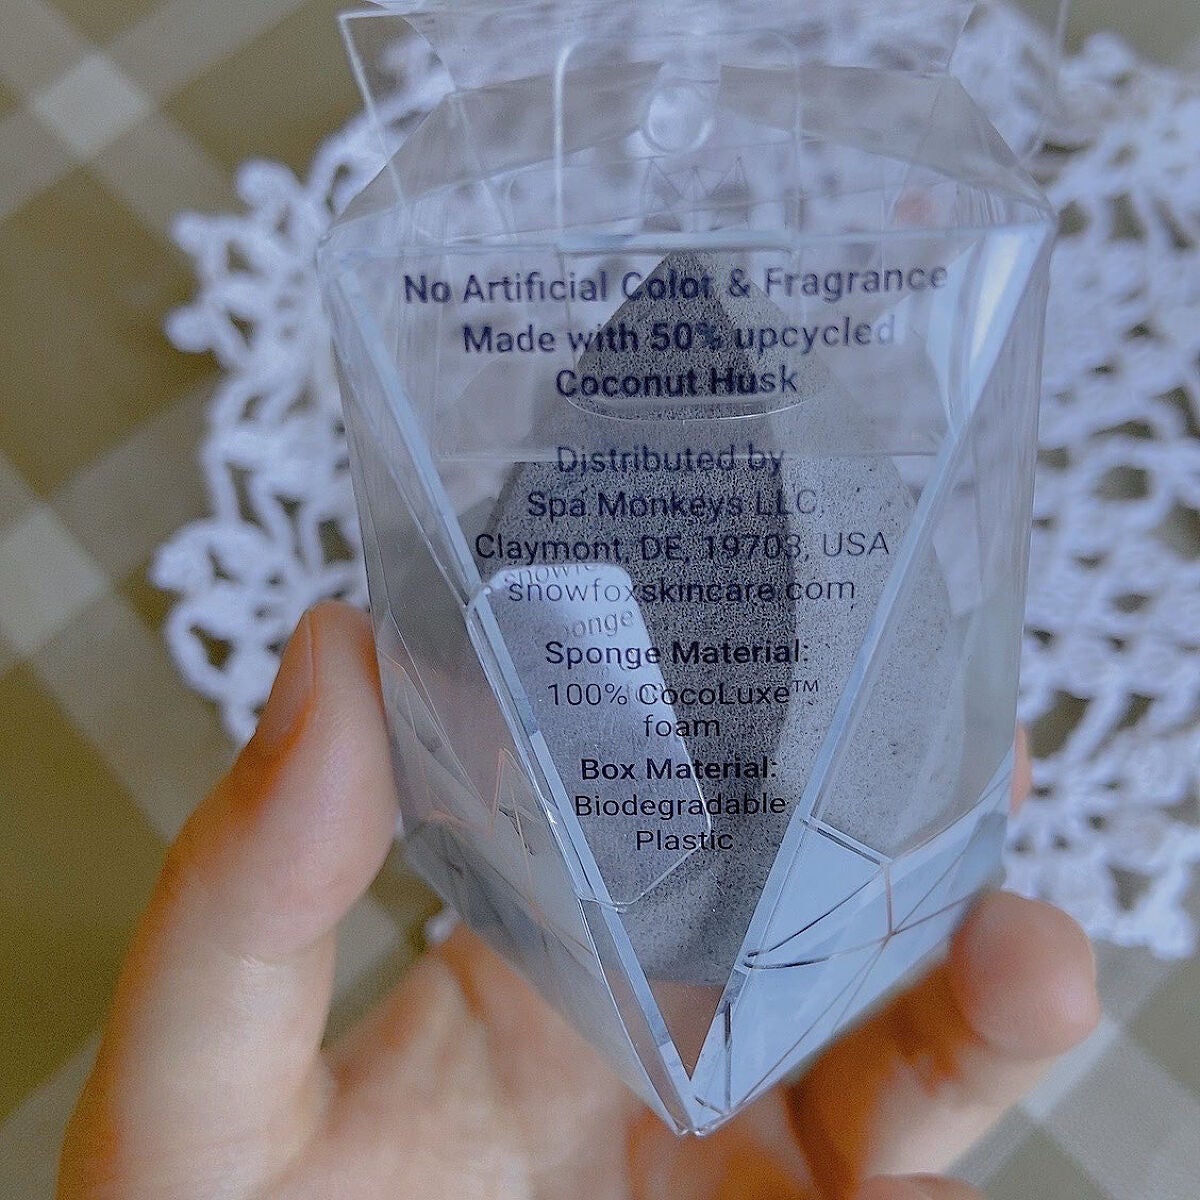 No Artificial Color & Fragrance
Made with 50% upcycled
Coconut Husk
Distributed by
Spa Monkeys LLC,
Claymont, DE, 19703, USA
snowfoxskincare.com
Sponge Material:
100% CocoLuxe™
foam
Box Material:
Biodegradable
Plastic